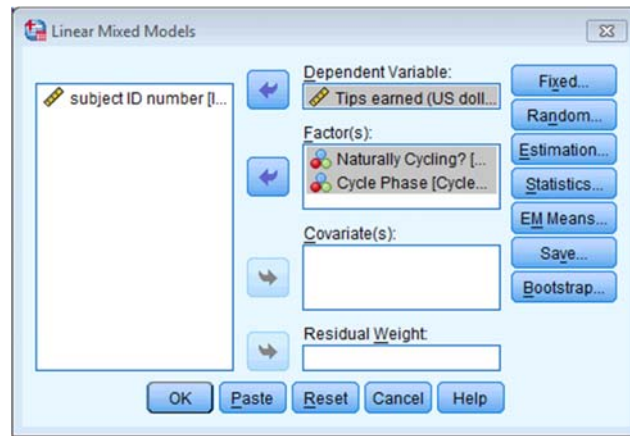 Linear Mixed Models
subject ID number [I...
Dependent Variable:
Tips earned (US doll...
Factor(s):
Naturally Cycling? [...
Cycle Phase [Cycle...
Covariate(s):
Residual Weight:
Fixed...
Random...
Estimation...
Statistics...
EM Means...
Save...
Bootstrap...
OK
Paste
Reset
Cancel
Help